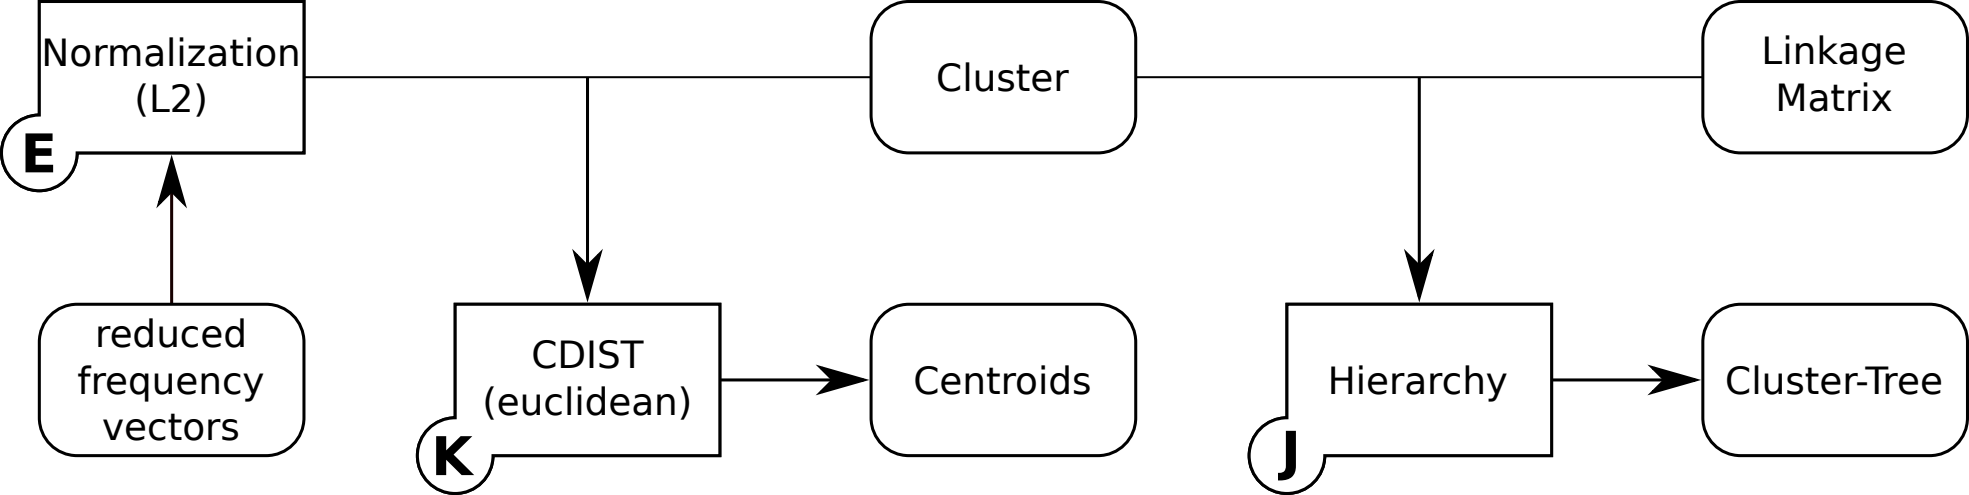 Normalization
(L2)
E
Cluster
Linkage
Matrix
reduced
frequency
vectors
CDIST
(euclidean)
K
Centroids
Hierarchy
J
Cluster-Tree